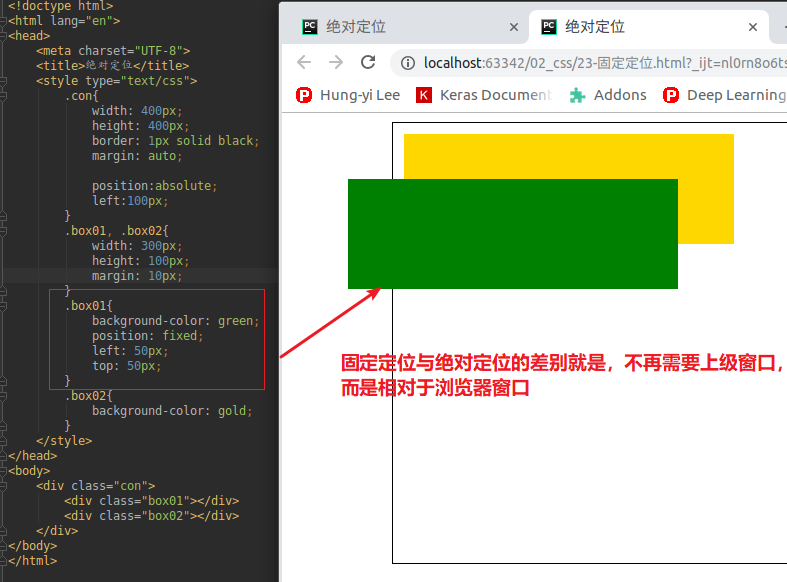 <!doctype html>
<html lang="en">
<head>
    <meta charset="UTF-8">
    <title>绝对定位</title>
    <style type="text/css">
        .con{
            width: 400px;
            height: 400px;
            border: 1px solid black;
            margin: auto;
            position:absolute;
            left:100px;
        }
        .box01, .box02{
            width: 300px;
            height: 100px;
            margin: 10px;
        }
        .box01{
            background-color: green;
            position: fixed;
            left: 50px;
            top: 50px;
        }
        .box02{
            background-color: gold;
        }
    </style>
</head>
<body>
    <div class="con">
        <div class="box01"></div>
        <div class="box02"></div>
    </div>
</body>
</html>
PC 绝对定位 × PC 绝对定位 ×
localhost:63342/02_css/23-固定定位.html?_ijt=nl0rn8o6ts
Hung-yi Lee K Keras Document Addons Deep Learning
固定定位与绝对定位的差别就是，不再需要上级窗口，
而是相对于浏览器窗口